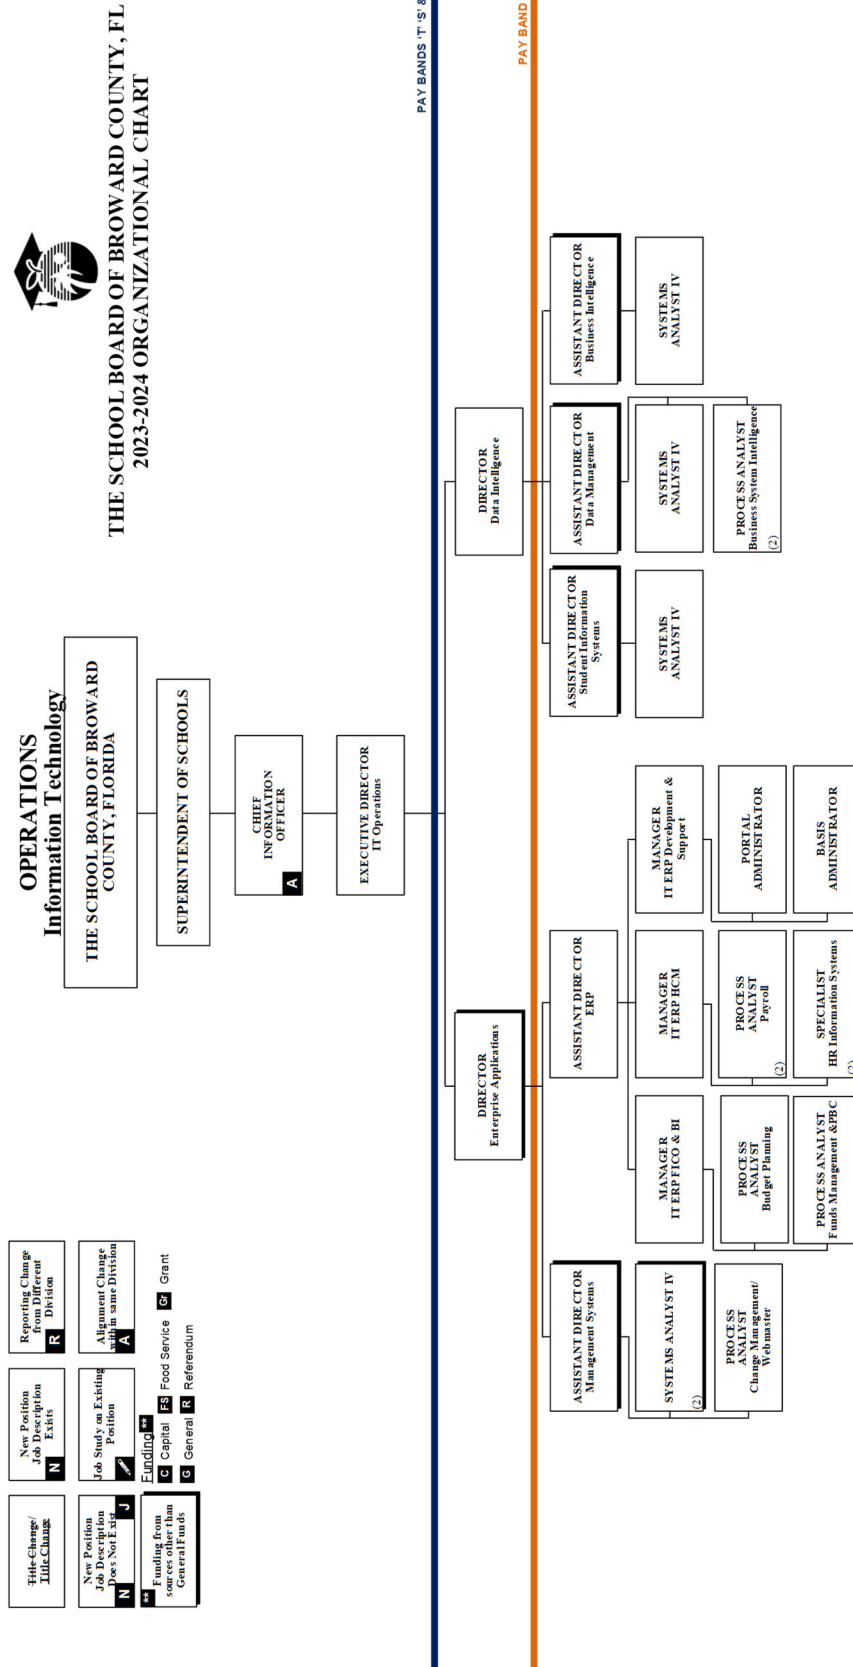 OPERATIONS
Information Technology
THE SCHOOL BOARD OF BROWARD COUNTY, FL
2023-2024 ORGANIZATIONAL CHART
Title Change/
Title Change
New Position
Job Description
Exists
N
Reporting Change
from Different
Division
R
New Position
Job Description
Does Not Exist
N
J
Job Study on Existing
Position
Alignment Change
within same Division
A
** Funding from
sources other than
General Funds
Funding **
C Capital FS Food Service Gr Grant
G General R Referendum
THE SCHOOL BOARD OF BROWARD
COUNTY, FLORIDA
SUPERINTENDENT OF SCHOOLS
CHIEF
INFORMATION
OFFICER
A
EXECUTIVE DIRECTOR
IT Operations
PAY BANDS 'T' 'S' &
DIRECTOR
Enterprise Applications
DIRECTOR
Data Intelligence
PAY BAND
ASSISTANT DIRECTOR
Management Systems
ASSISTANT DIRECTOR
ERP
ASSISTANT DIRECTOR
Student Information
Systems
ASSISTANT DIRECTOR
Data Management
ASSISTANT DIRECTOR
Business Intelligence
SYSTEMS ANALYST IV
(2)
MANAGER
IT ERP FICO & BI
MANAGER
IT ERP HCM
MANAGER
IT ERP Development &
Support
SYSTEMS
ANALYST IV
SYSTEMS
ANALYST IV
SYSTEMS
ANALYST IV
PROCESS
ANALYST
Change Management/
Webmaster
PROCESS
ANALYST
Budget Planning
PROCESS
ANALYST
Payroll
(2)
PORTAL
ADMINISTRATOR
PROCESS ANALYST
Business System Intelligence
(2)
PROCESS ANALYST
Funds Management &PBC
SPECIALIST
HR Information Systems
BASIS
ADMINISTRATOR